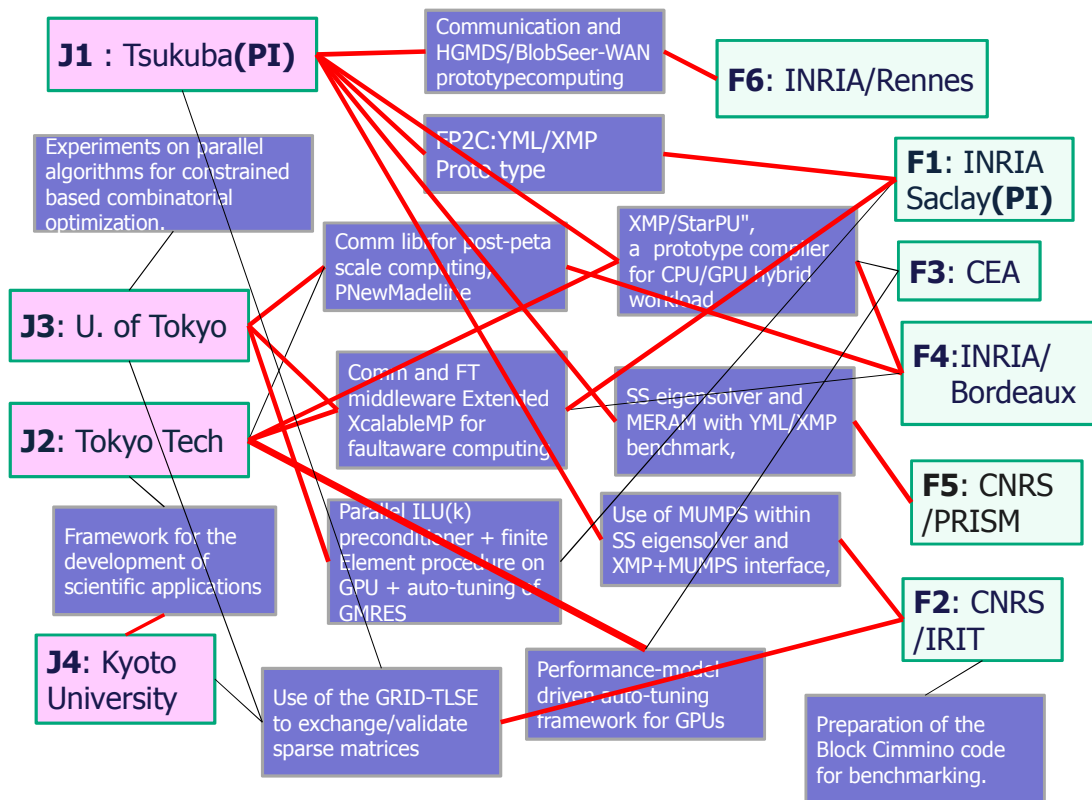 J1 : Tsukuba(PI)
Communication and
HGMDS/BlobSeer-WAN
prototypecomputing
F6: INRIA/Rennes
FP2C:YML/XMP
Proto type
Experiments on parallel
algorithms for constrained
based combinatorial
optimization.
F1: INRIA
Saclay(PI)
Comm librfor post-peta
scale computing,
PNewMadeline
XMP/StarPU",
a prototype compiler
for CPU/GPU hybrid
workload
F3: CEA
J3: U. of Tokyo
F4:INRIA/
Bordeaux
Comm and FT
middleware Extended
XcalableMP for
faultaware computing
SS eigensolver and
MERAM with YML/XMP
benchmark,
J2: Tokyo Tech
F5: CNRS
/PRISM
Framework for the
development of
scientific applications
Parallel ILU(k)
preconditioner + finite
Element procedure on
GPU + auto-tuning of
GMRES
Use of MUMPS within
SS eigensolver and
XMP+MUMPS interface,
F2: CNRS
/IRIT
J4: Kyoto
University
Use of the GRID-TLSE
to exchange/validate
sparse matrices
Performance-model
driven auto-tuning
framework for GPUs
Preparation of the
Block Cimmino code
for benchmarking.